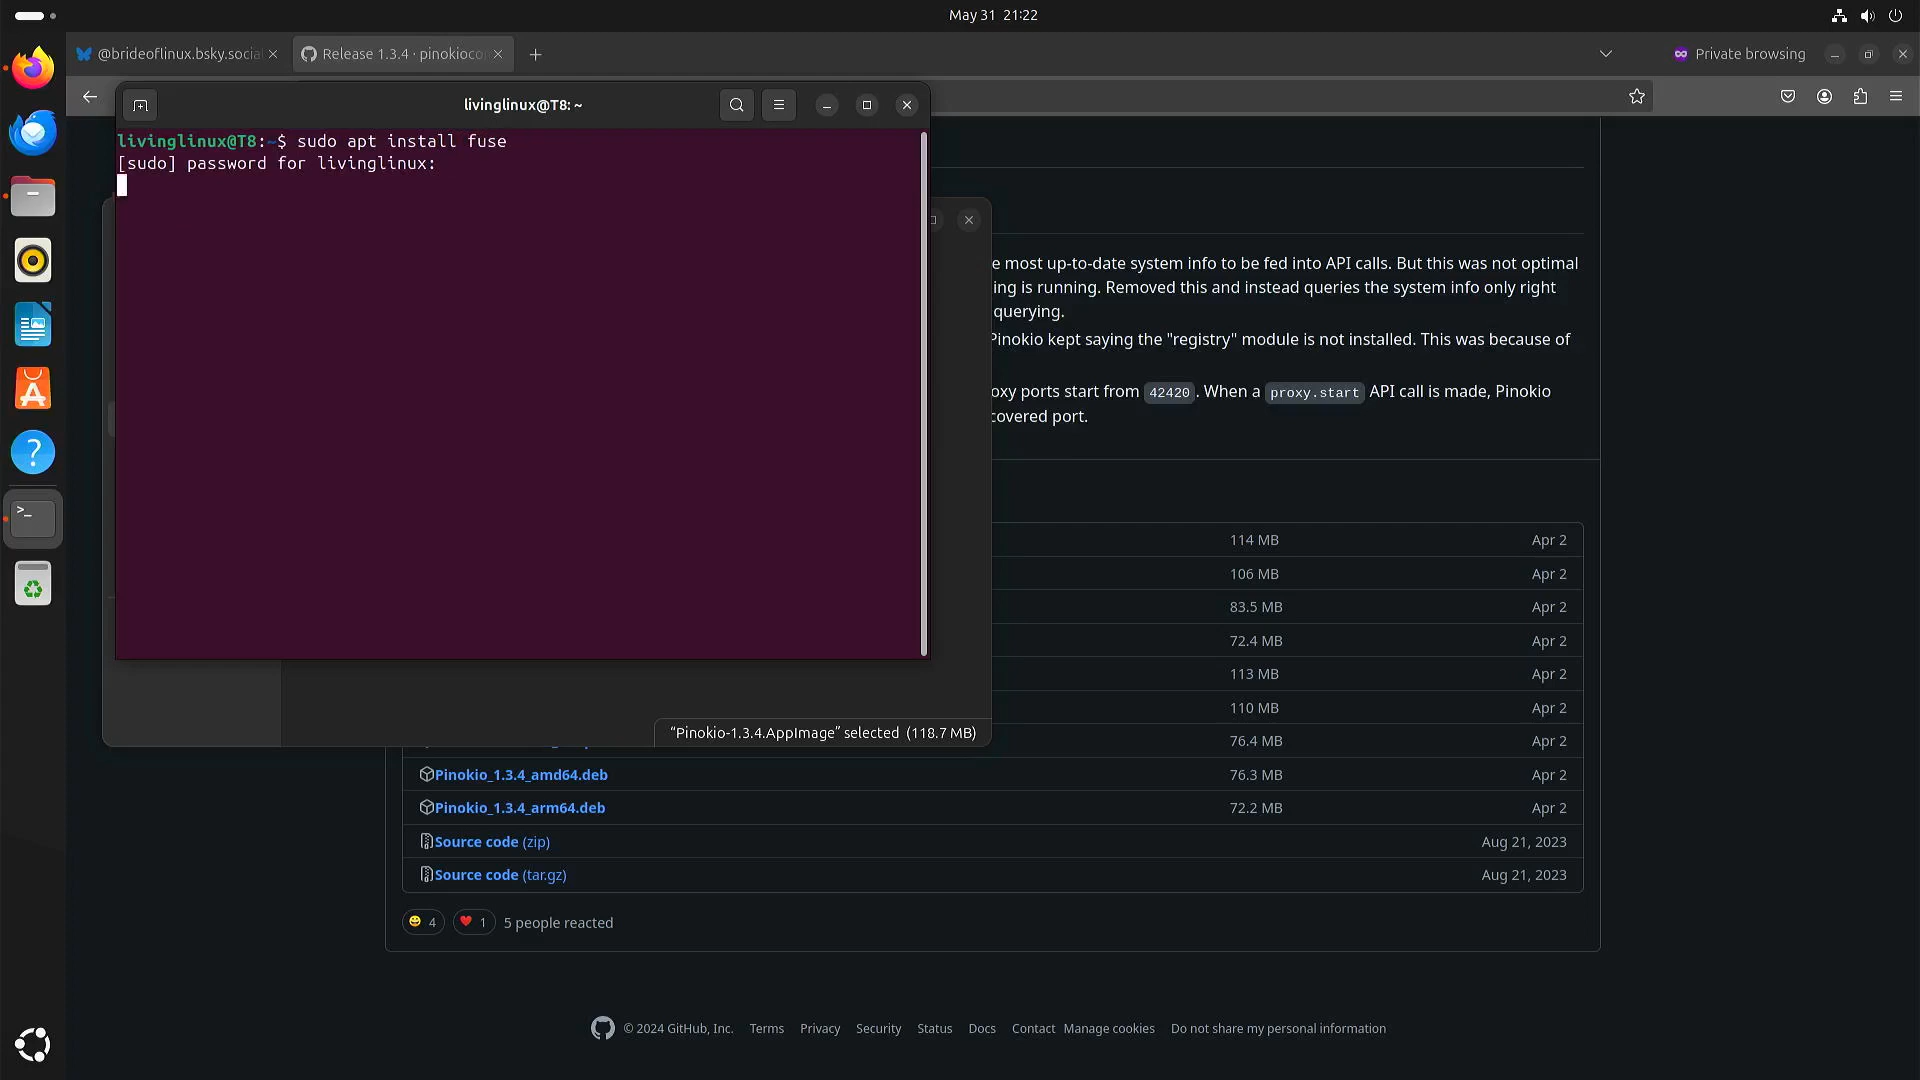 May 31 21:22
@brideoflinux.bsky.socia
Release 1.3.4 · pinokioco
Private browsing
livinglinux@T8: ~
livinglinux@T8:~$ sudo apt install fuse
[sudo] password for livinglinux:
e most up-to-date system info to be fed into API calls. But this was not optimal
ing is running. Removed this and instead queries the system info only right
querying.
Pinokio kept saying the "registry" module is not installed. This was because of
oxy ports start from 42420. When a proxy.start API call is made, Pinokio
covered port.
114 MB Apr 2
106 MB Apr 2
83.5 MB Apr 2
72.4 MB Apr 2
113 MB Apr 2
110 MB Apr 2
"Pinokio-1.3.4.AppImage" selected (118.7 MB)
76.4 MB Apr 2
Pinokio_1.3.4_amd64.deb 76.3 MB Apr 2
Pinokio_1.3.4_arm64.deb 72.2 MB Apr 2
Source code (zip) Aug 21, 2023
Source code (tar.gz) Aug 21, 2023
4 1 5 people reacted
© 2024 GitHub, Inc. Terms Privacy Security Status Docs Contact Manage cookies Do not share my personal information